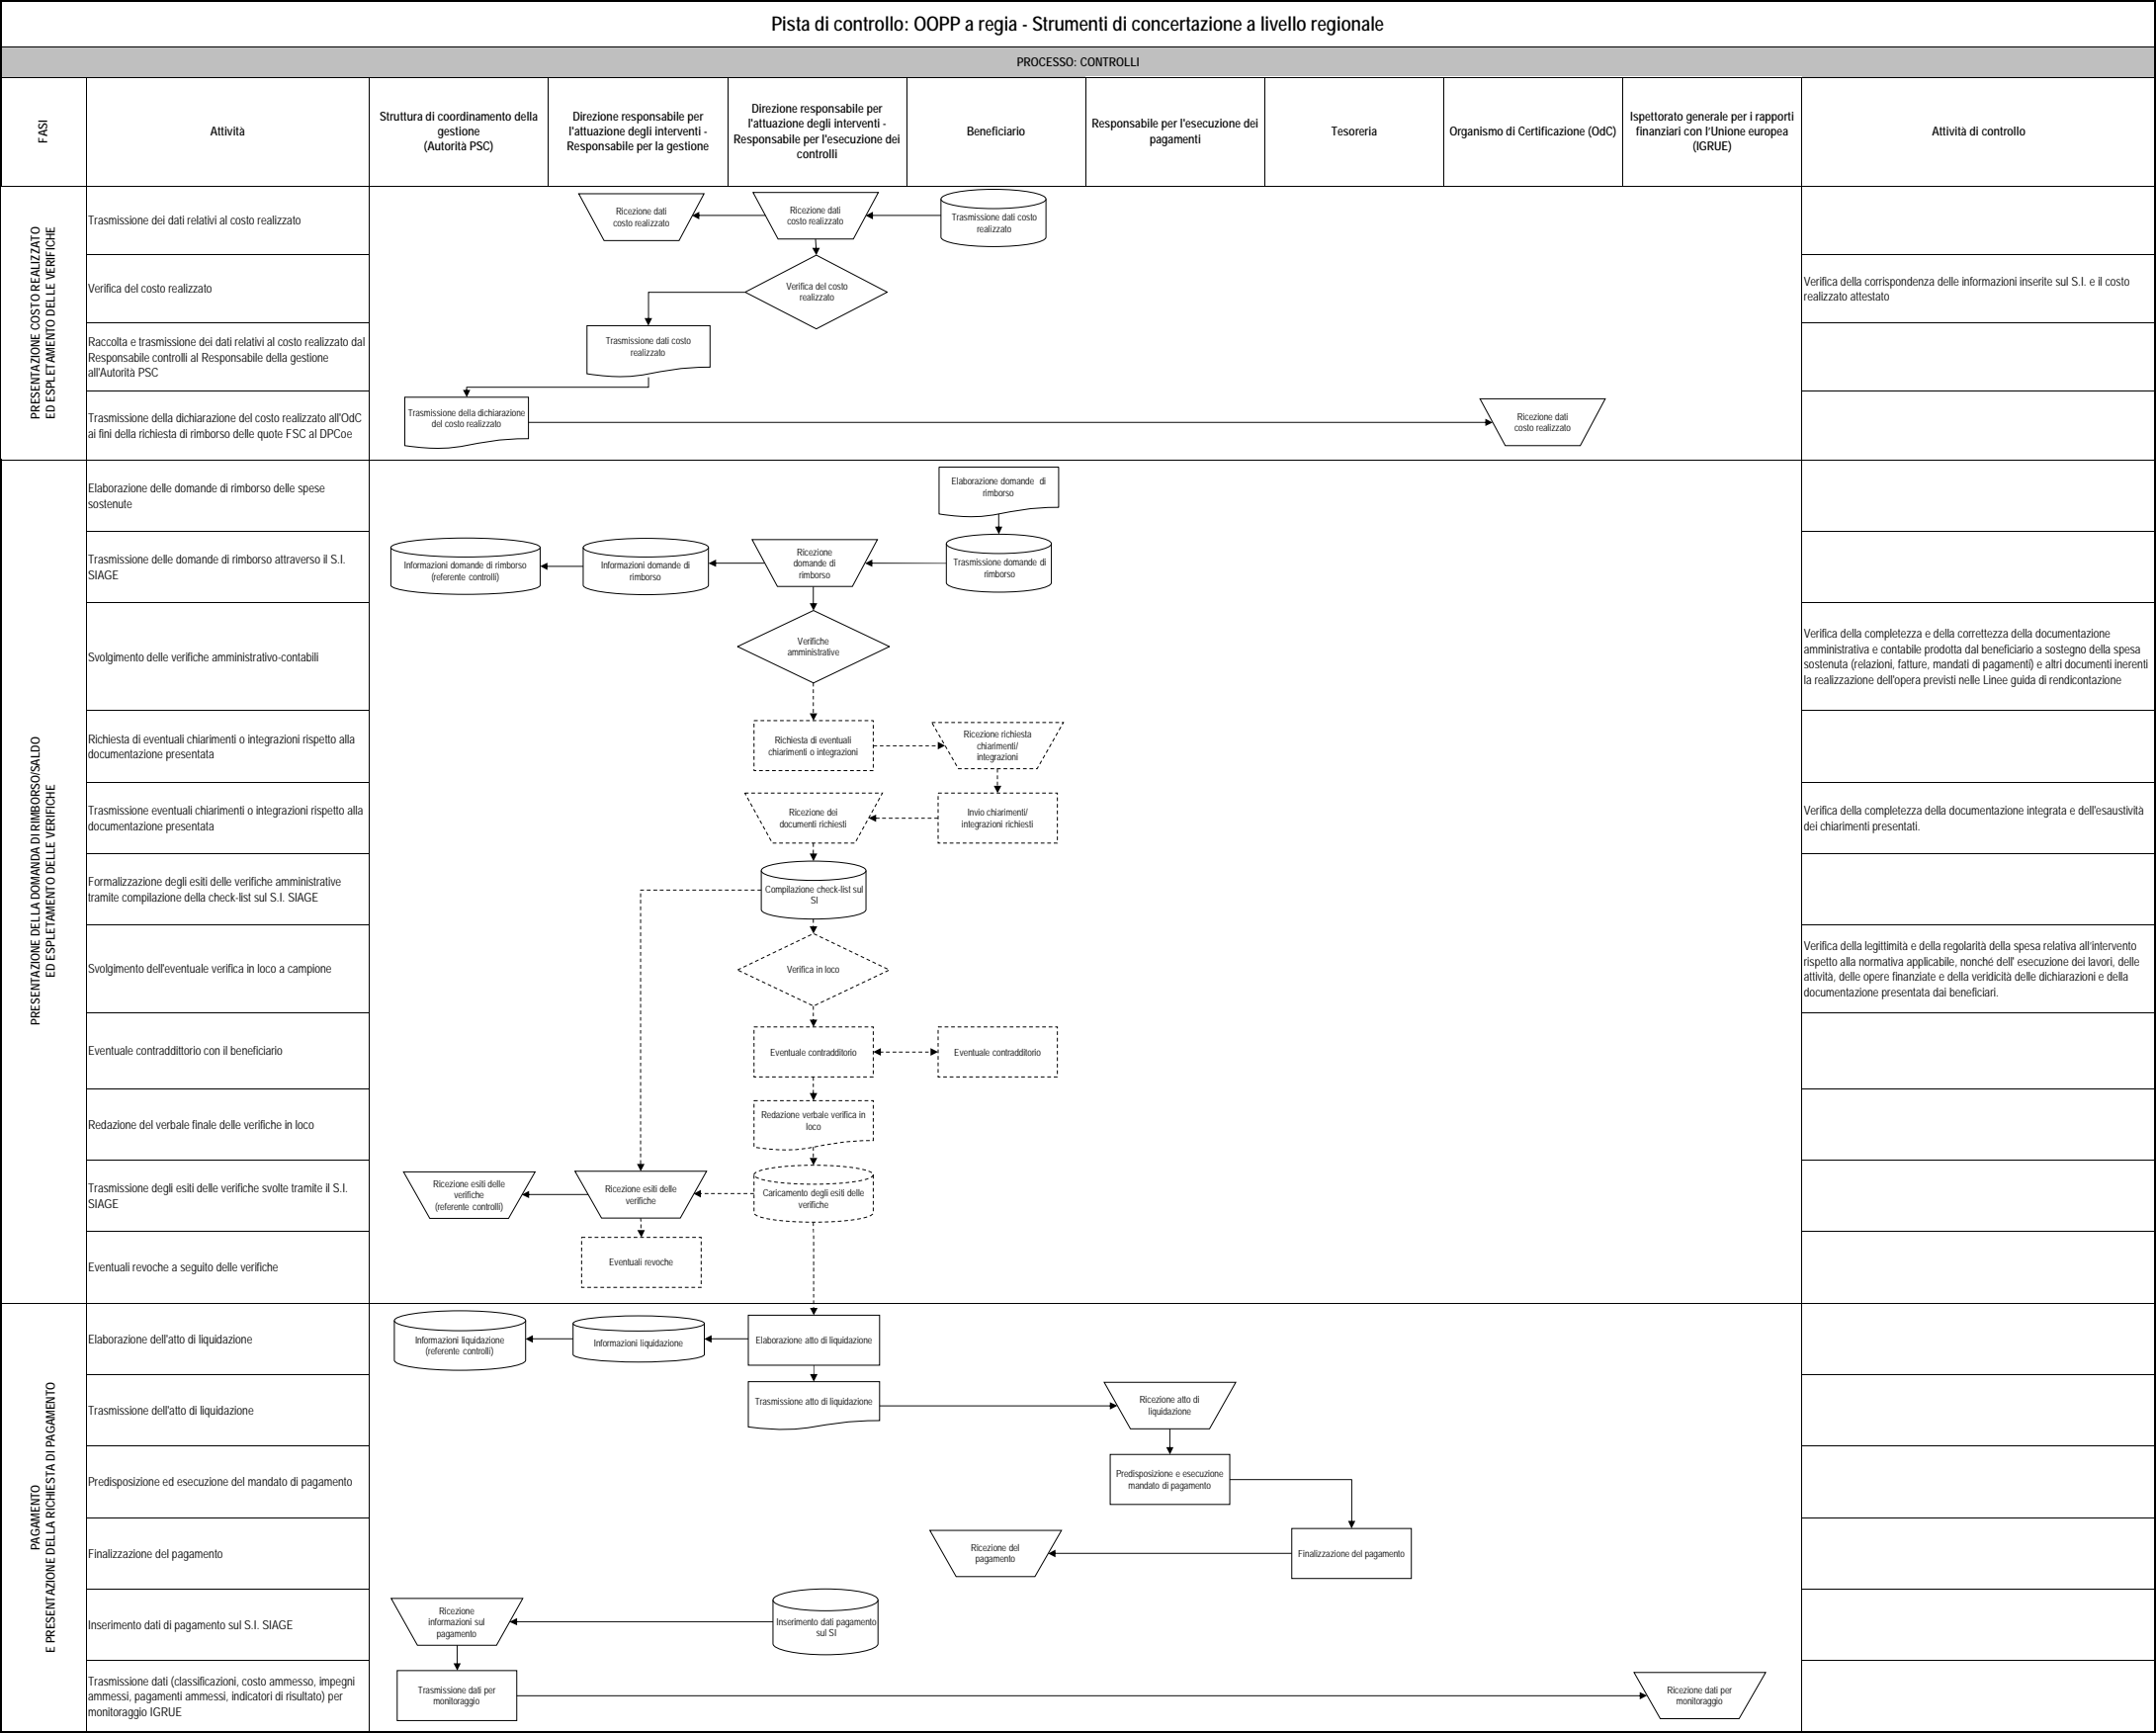 Pista di controllo: OOPP a regia - Strumenti di concertazione a livello regionale
PROCESSO: CONTROLLI
FASI
Attività
Struttura di coordinamento della
gestione
(Autorità PSC)
Direzione responsabile per
l'attuazione degli interventi -
Responsabile per la gestione
Direzione responsabile per
l'attuazione degli interventi -
Responsabile per l'esecuzione dei
controlli
Beneficiario
Responsabile per l'esecuzione dei
pagamenti
Tesoreria
Organismo di Certificazione (OdC)
Ispettorato generale per i rapporti
finanziari con l'Unione europea
(IGRUE)
Attività di controllo
PRESENTAZIONE COSTO REALIZZATO
ED ESPLETAMENTO DELLE VERIFICHE
Trasmissione dei dati relativi al costo realizzato
Ricezione dati
costo realizzato
Ricezione dati
costo realizzato
Trasmissione dati costo
realizzato
Verifica del costo realizzato
Verifica del costo
realizzato
Verifica della corrispondenza delle informazioni inserite sul S.I. e il costo
realizzato attestato
Raccolta e trasmissione dei dati relativi al costo realizzato dal
Responsabile controlli al Responsabile della gestione
all'Autorità PSC
Trasmissione dati costo
realizzato
Trasmissione della dichiarazione del costo realizzato all'OdC
ai fini della richiesta di rimborso delle quote FSC al DPCoe
Trasmissione della dichiarazione
del costo realizzato
Ricezione dati
costo realizzato
PRESENTAZIONE DELLA DOMANDA DI RIMBORSO/SALDO
ED ESPLETAMENTO DELLE VERIFICHE
Elaborazione delle domande di rimborso delle spese
sostenute
Elaborazione domande di
rimborso
Trasmissione delle domande di rimborso attraverso il S.I.
SIAGE
Informazioni domande di rimborso
(referente controlli)
Informazioni domande di
rimborso
Ricezione
domande di
rimborso
Trasmissione domande di
rimborso
Svolgimento delle verifiche amministrativo-contabili
Verifiche
amministrative
Verifica della completezza e della correttezza della documentazione
amministrativa e contabile prodotta dal beneficiario a sostegno della spesa
sostenuta (relazioni, fatture, mandati di pagamenti) e altri documenti inerenti
la realizzazione dell'opera previsti nelle Linee guida di rendicontazione
Richiesta di eventuali chiarimenti o integrazioni rispetto alla
documentazione presentata
Richiesta di eventuali
chiarimenti o integrazioni
Ricezione richiesta
chiarimenti/
integrazioni
Trasmissione eventuali chiarimenti o integrazioni rispetto alla
documentazione presentata
Ricezione dei
documenti richiesti
Invio chiarimenti/
integrazioni richiesti
Verifica della completezza della documentazione integrata e dell'esaustività
dei chiarimenti presentati.
Formalizzazione degli esiti delle verifiche amministrative
tramite compilazione della check-list sul S.I. SIAGE
Compilazione check-list sul
SI
Svolgimento dell'eventuale verifica in loco a campione
Verifica in loco
Verifica della legittimità e della regolarità della spesa relativa all'intervento
rispetto alla normativa applicabile, nonché dell' esecuzione dei lavori, delle
attività, delle opere finanziate e della veridicità delle dichiarazioni e della
documentazione presentata dai beneficiari.
Eventuale contraddittorio con il beneficiario
Eventuale contradditorio
Eventuale contradditorio
Redazione del verbale finale delle verifiche in loco
Redazione verbale verifica in
loco
Trasmissione degli esiti delle verifiche svolte tramite il S.I.
SIAGE
Ricezione esiti delle
verifiche
(referente controlli)
Ricezione esiti delle
verifiche
Caricamento degli esiti delle
verifiche
Eventuali revoche a seguito delle verifiche
Eventuali revoche
PAGAMENTO
E PRESENTAZIONE DELLA RICHIESTA DI PAGAMENTO
Elaborazione dell'atto di liquidazione
Informazioni liquidazione
(referente controlli)
Informazioni liquidazione
Elaborazione atto di liquidazione
Trasmissione dell'atto di liquidazione
Trasmissione atto di liquidazione
Ricezione atto di
liquidazione
Predisposizione ed esecuzione del mandato di pagamento
Predisposizione e esecuzione
mandato di pagamento
Finalizzazione del pagamento
Ricezione del
pagamento
Finalizzazione del pagamento
Inserimento dati di pagamento sul S.I. SIAGE
Ricezione
informazioni sul
pagamento
Inserimento dati pagamento
sul SI
Trasmissione dati (classificazioni, costo ammesso, impegni
ammessi, pagamenti ammessi, indicatori di risultato) per
monitoraggio IGRUE
Trasmissione dati per
monitoraggio
Ricezione dati per
monitoraggio